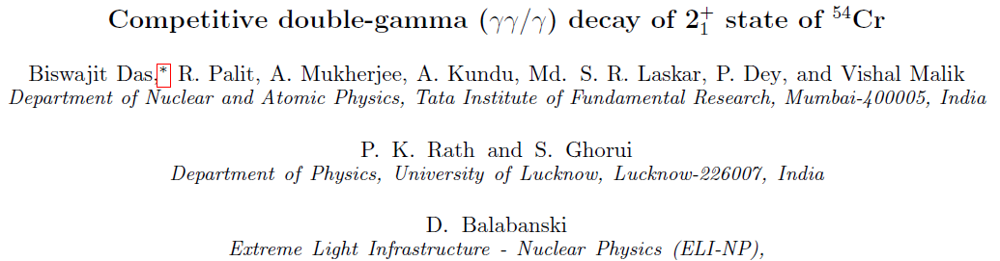 Competitive double-gamma (γγ/γ) decay of 2₁⁺ state of ⁵⁴Cr
Biswajit Das,* R. Palit, A. Mukherjee, A. Kundu, Md. S. R. Laskar, P. Dey, and Vishal Malik
Department of Nuclear and Atomic Physics, Tata Institute of Fundamental Research, Mumbai-400005, India
P. K. Rath and S. Ghorui
Department of Physics, University of Lucknow, Lucknow-226007, India
D. Balabanski
Extreme Light Infrastructure - Nuclear Physics (ELI-NP),